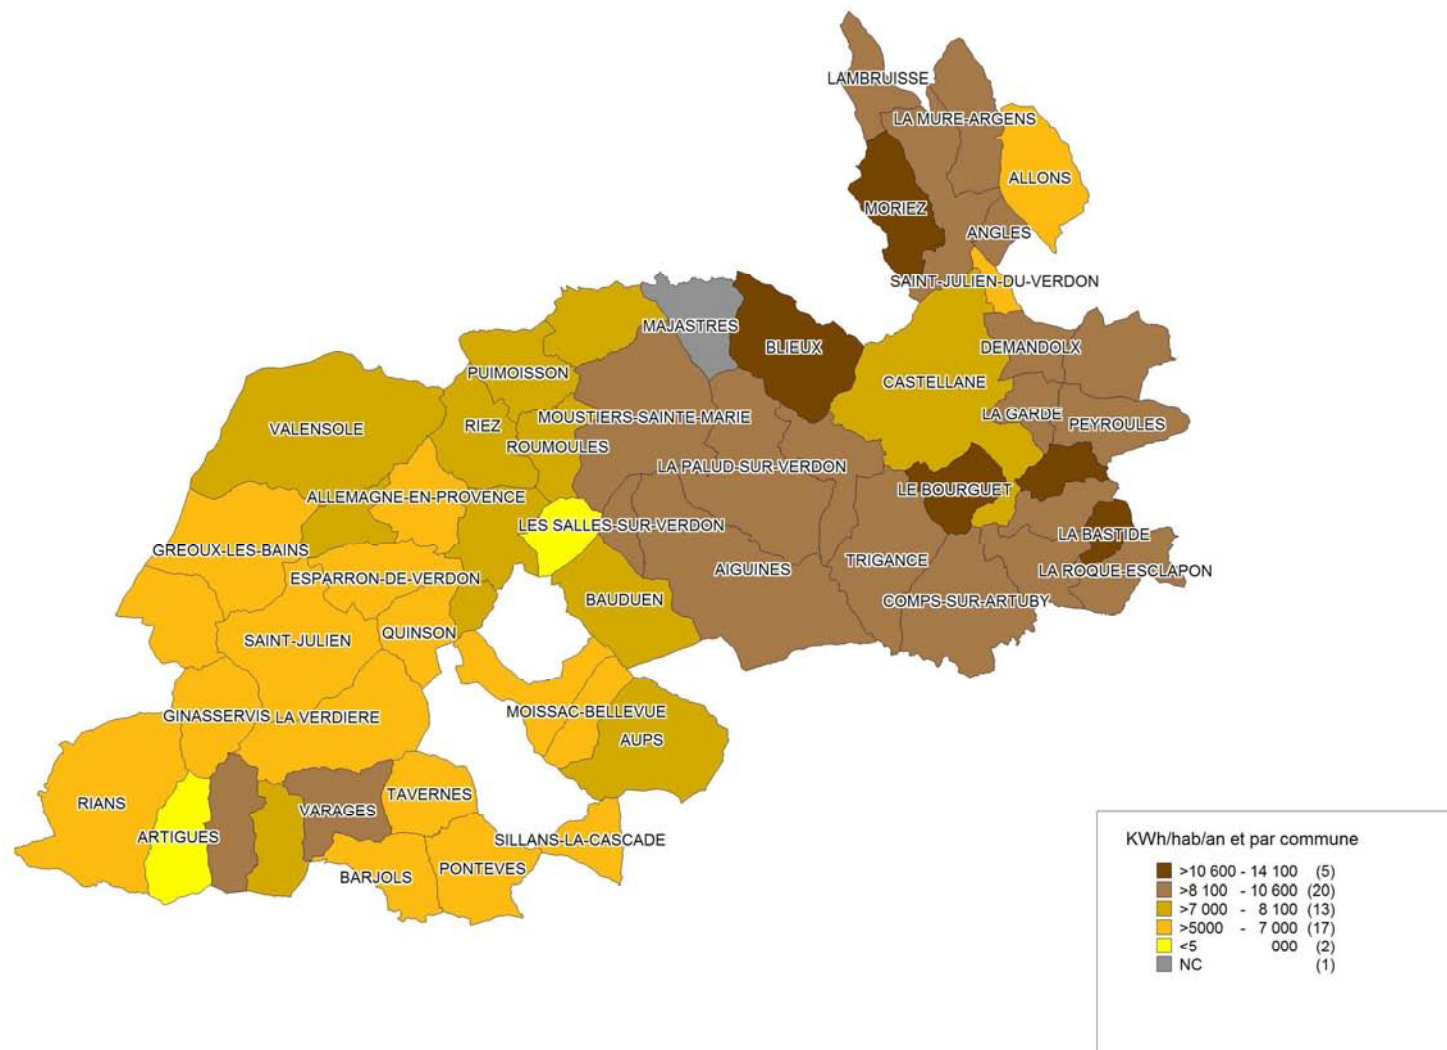 LAMBRUISSE
LA MURE-ARGENS
ALLONS
MORIEZ
ANGLES
SAINT-JULIEN-DU-VERDON
MAJASTRES
BLIEUX
DEMANDOLX
PUIMOISSON
CASTELLANE
MOUSTIERS-SAINTE-MARIE
LA GARDE
PEYROULES
VALENSOLE
RIEZ
ROUMOULES
LA PALUD-SUR-VERDON
LE BOURGUET
ALLEMAGNE-EN-PROVENCE
LES SALLES-SUR-VERDON
LA BASTIDE
GREOUX-LES-BAINS
TRIGANCE
AIGUINES
LA ROQUE-ESCLAPON
ESPARRON-DE-VERDON
BAUDUEN
COMPS-SUR-ARTUBY
SAINT-JULIEN
QUINSON
GINASSERVIS
LA VERDIERE
MOISSAC-BELLEVUE
AUPS
RIANS
TAVERNES
VARAGES
ARTIGUES
SILLANS-LA-CASCADE
PONTEVES
BARJOLS
KWh/hab/an et par commune
>10 600 - 14 100 (5)
>8 100 - 10 600 (20)
>7 000 - 8 100 (13)
>5000 - 7 000 (17)
<5 000 (2)
NC (1)